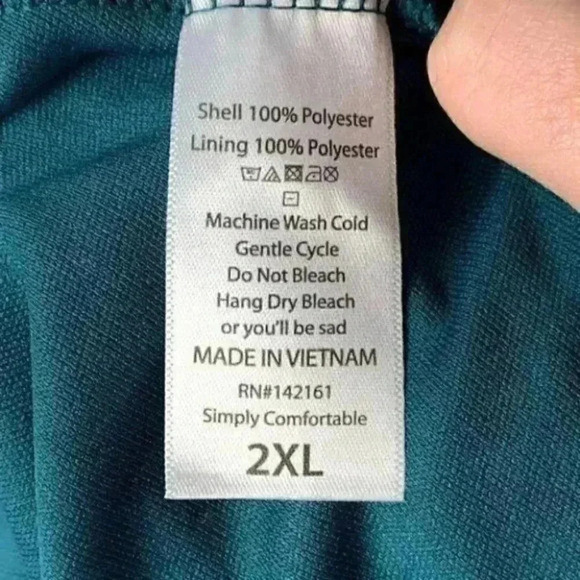 Shell 100% Polyester
Lining 100% Polyester
Machine Wash Cold
Gentle Cycle
Do Not Bleach
Hang Dry Bleach
or you'll be sad
MADE IN VIETNAM
RN#142161
Simply Comfortable
2XL